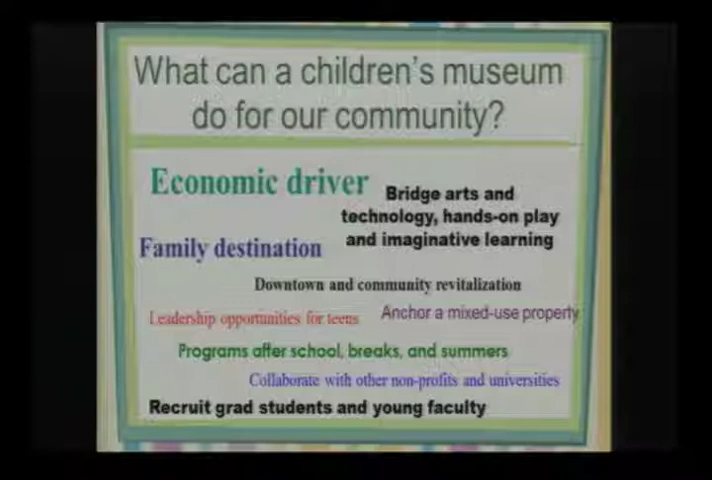 What can a children's museum
do for our community?
Economic driver
Bridge arts and
technology, hands-on play
and imaginative learning
Family destination
Downtown and community revitalization
Leadership opportunities for teens
Anchor a mixed-use property
Programs after school, breaks, and summers
Collaborate with other non-profits and universities
Recruit grad students and young faculty